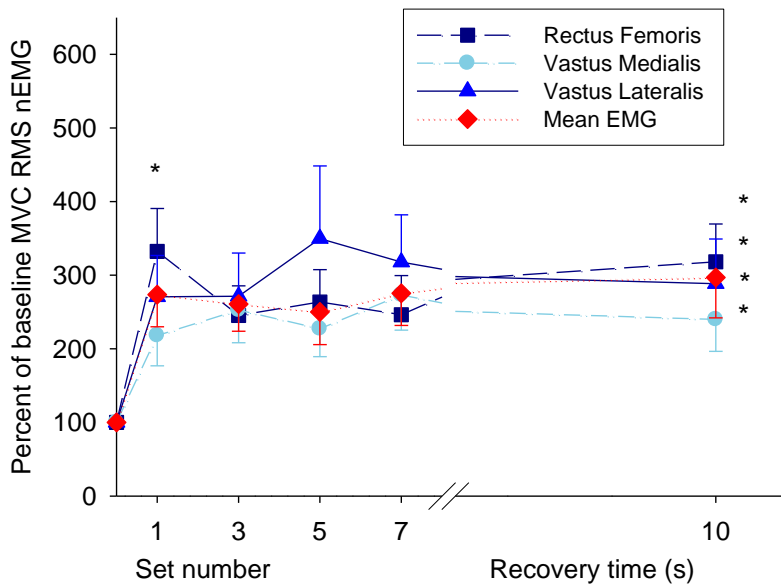 Rectus Femoris
Vastus Medialis
Vastus Lateralis
Mean EMG
Percent of baseline MVC RMS nEMG
600
500
400
300
200
100
0
*
*
*
*
*
1 3 5 7 10
Set number Recovery time (s)